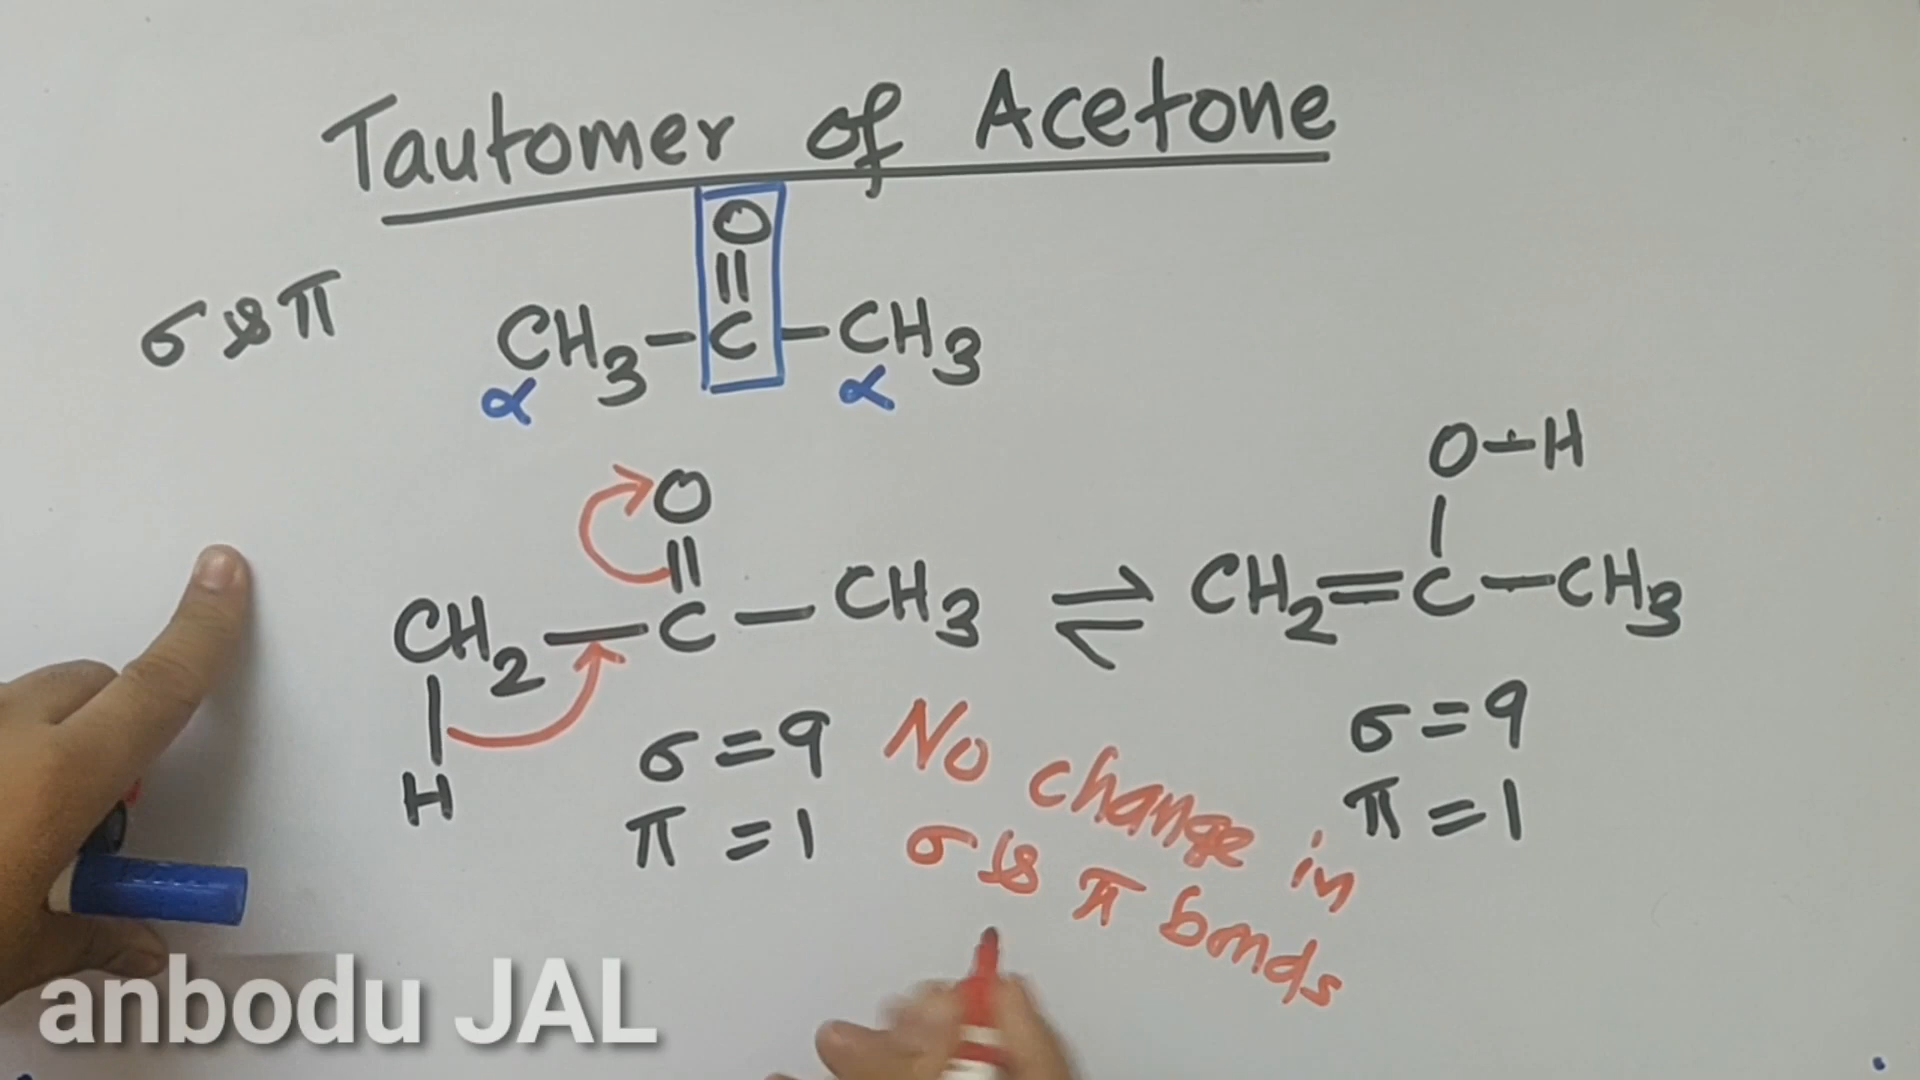 Tautomer of Acetone
O
||
σ & π
CH3-C-CH3
α α
O
||
CH2-C-CH3 ⇌ CH2=C-CH3
O-H
|
|
H
σ=9
π=1
No change in
σ & π bonds
σ=9
π=1
anbodu JAL